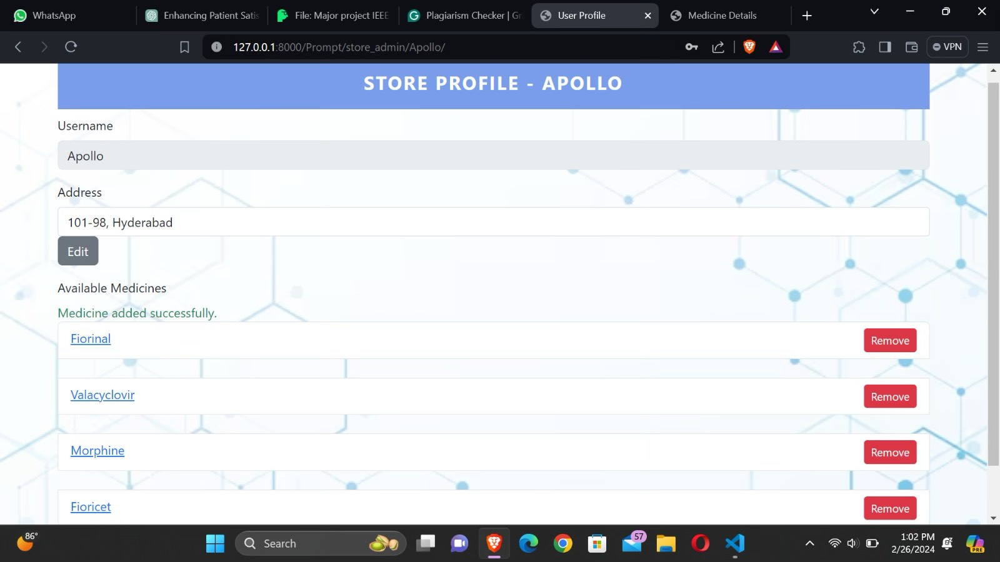 WhatsApp
Enhancing Patient Satis
File: Major project IEEE
Plagiarism Checker | Gr
User Profile
Medicine Details
127.0.0.1:8000/Prompt/store_admin/Apollo/
VPN
STORE PROFILE - APOLLO
Username
Apollo
Address
101-98, Hyderabad
Edit
Available Medicines
Medicine added successfully.
Fiorinal
Remove
Valacyclovir
Remove
Morphine
Remove
Fioricet
Remove
86°
Search
57
1:02 PM
2/26/2024
PRE